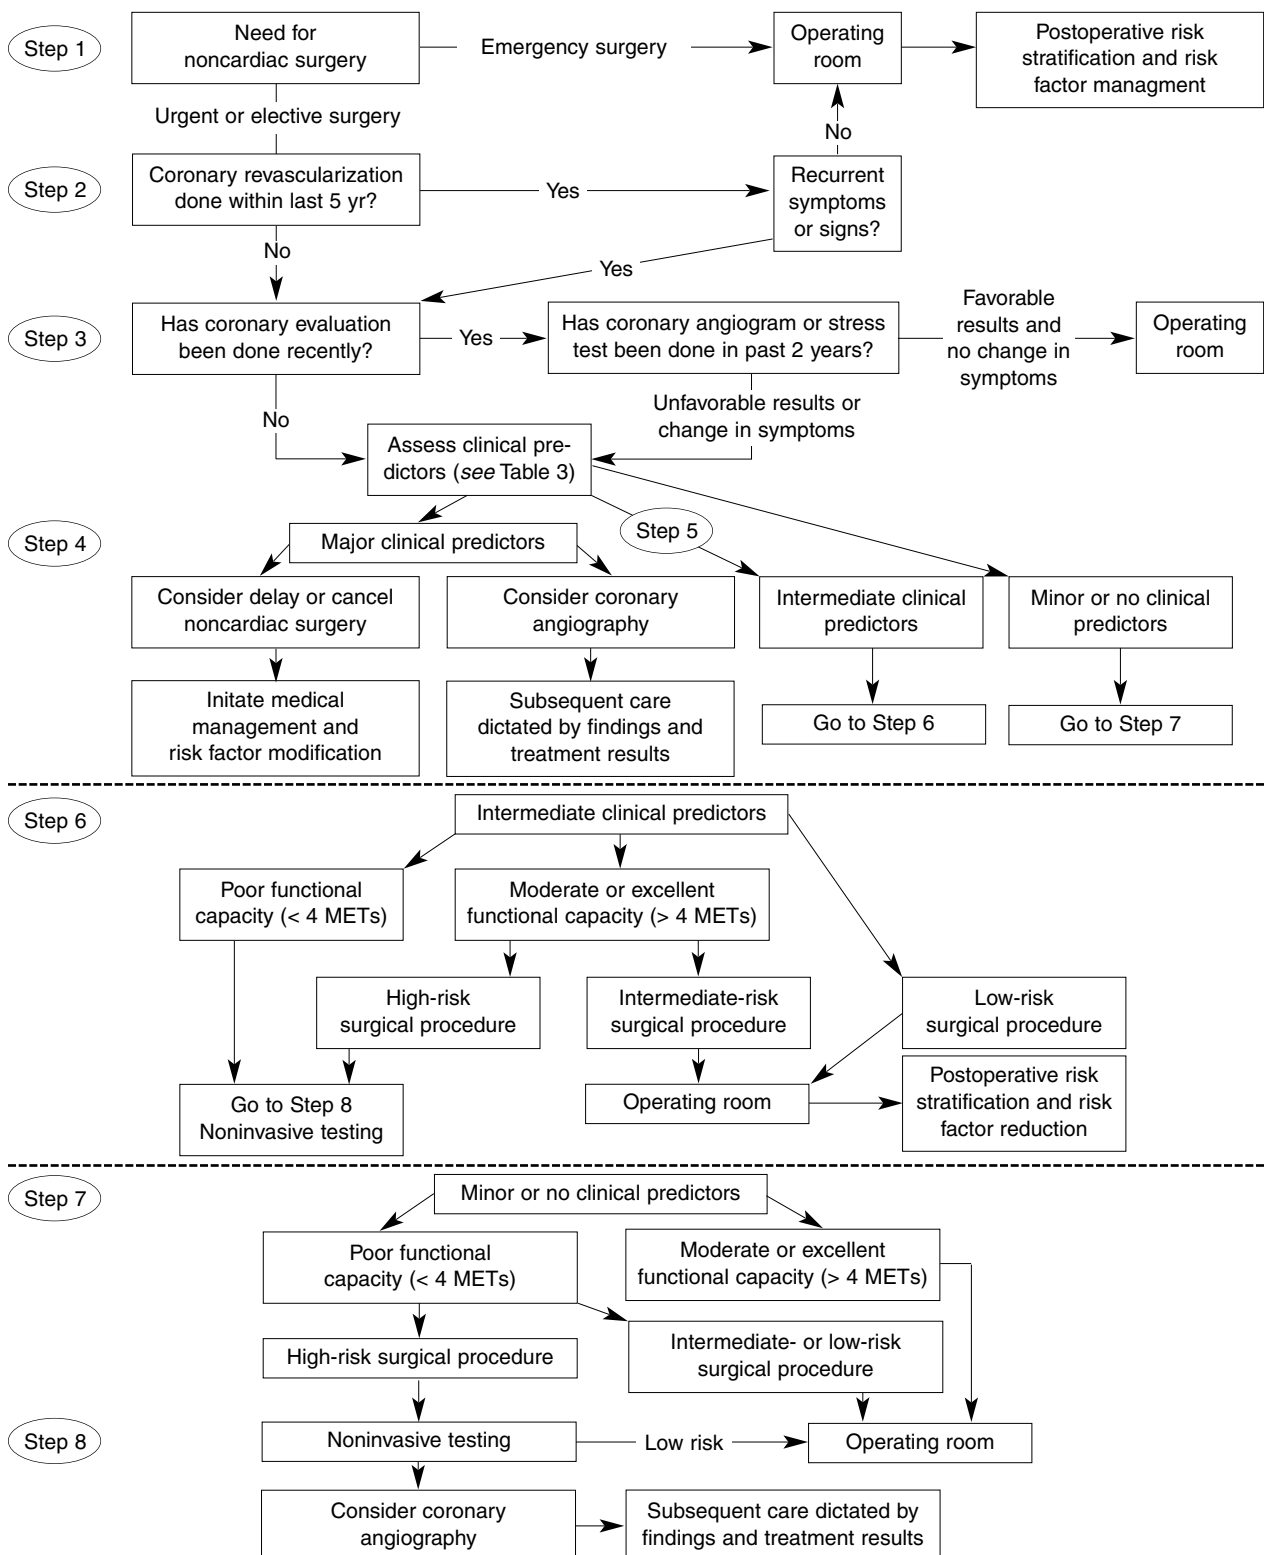 Step 1
Need for
noncardiac surgery
Emergency surgery
Operating
room
Postoperative risk
stratification and risk
factor managment
Urgent or elective surgery
No
Step 2
Coronary revascularization
done within last 5 yr?
Yes
Recurrent
symptoms
or signs?
No
Yes
Step 3
Has coronary evaluation
been done recently?
Yes
Has coronary angiogram or stress
test been done in past 2 years?
Favorable
results and
no change in
symptoms
Operating
room
No
Unfavorable results or
change in symptoms
Assess clinical pre-
dictors (see Table 3)
Step 4
Major clinical predictors
Step 5
Consider delay or cancel
noncardiac surgery
Consider coronary
angiography
Intermediate clinical
predictors
Minor or no clinical
predictors
Initate medical
management and
risk factor modification
Subsequent care
dictated by findings and
treatment results
Go to Step 6
Go to Step 7
Step 6
Intermediate clinical predictors
Poor functional
capacity (< 4 METs)
Moderate or excellent
functional capacity (> 4 METs)
High-risk
surgical procedure
Intermediate-risk
surgical procedure
Low-risk
surgical procedure
Go to Step 8
Noninvasive testing
Operating room
Postoperative risk
stratification and risk
factor reduction
Step 7
Minor or no clinical predictors
Poor functional
capacity (< 4 METs)
Moderate or excellent
functional capacity (> 4 METs)
High-risk surgical procedure
Intermediate- or low-risk
surgical procedure
Step 8
Noninvasive testing
Low risk
Operating room
Consider coronary
angiography
Subsequent care dictated by
findings and treatment results